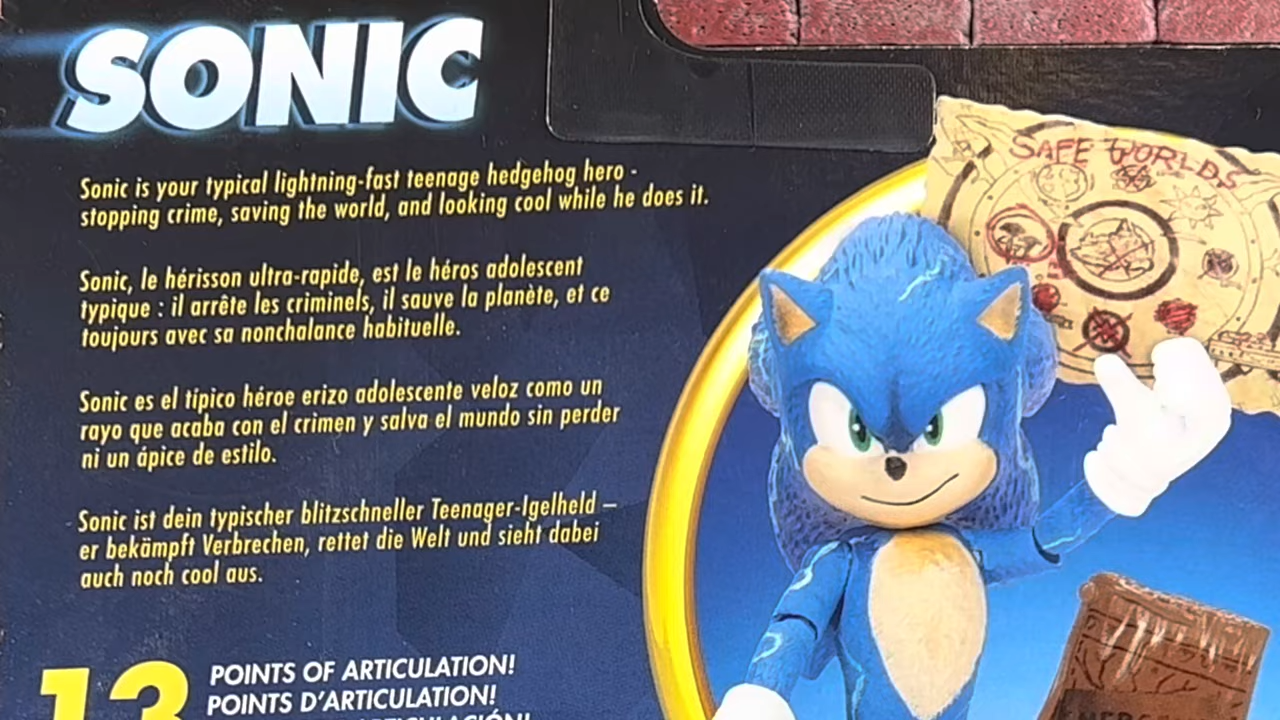 SONIC
Sonic is your typical lightning-fast teenage hedgehog hero -
stopping crime, saving the world, and looking cool while he does it.
Sonic, le hérisson ultra-rapide, est le héros adolescent
typique : il arrête les criminels, il sauve la planète, et ce
toujours avec sa nonchalance habituelle.
Sonic es el típico héroe erizo adolescente veloz como un
rayo que acaba con el crimen y salva el mundo sin perder
ni un ápice de estilo.
Sonic ist dein typischer blitzschneller Teenager-Igelheld –
er bekämpft Verbrechen, rettet die Welt und sieht dabei
auch noch cool aus.
SAFE WORLDS
13
POINTS OF ARTICULATION!
POINTS D'ARTICULATION!